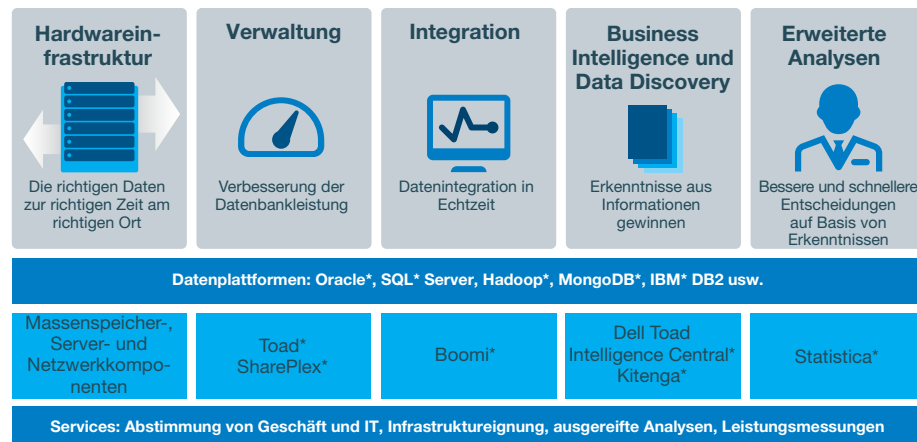 Hardwareein-
frastruktur
Die richtigen Daten
zur richtigen Zeit am
richtigen Ort
Verwaltung
Verbesserung der
Datenbankleistung
Integration
Datenintegration in
Echtzeit
Business
Intelligence und
Data Discovery
Erkenntnisse aus
Informationen
gewinnen
Erweiterte
Analysen
Bessere und schnellere
Entscheidungen
auf Basis von
Erkenntnissen
Datenplattformen: Oracle*, SQL* Server, Hadoop*, MongoDB*, IBM* DB2 usw.
Massenspeicher-,
Server- und
Netzwerkkompo-
nenten
Toad*
SharePlex*
Boomi*
Dell Toad
Intelligence Central*
Kitenga*
Statistica*
Services: Abstimmung von Geschäft und IT, Infrastruktureignung, ausgereifte Analysen, Leistungsmessungen